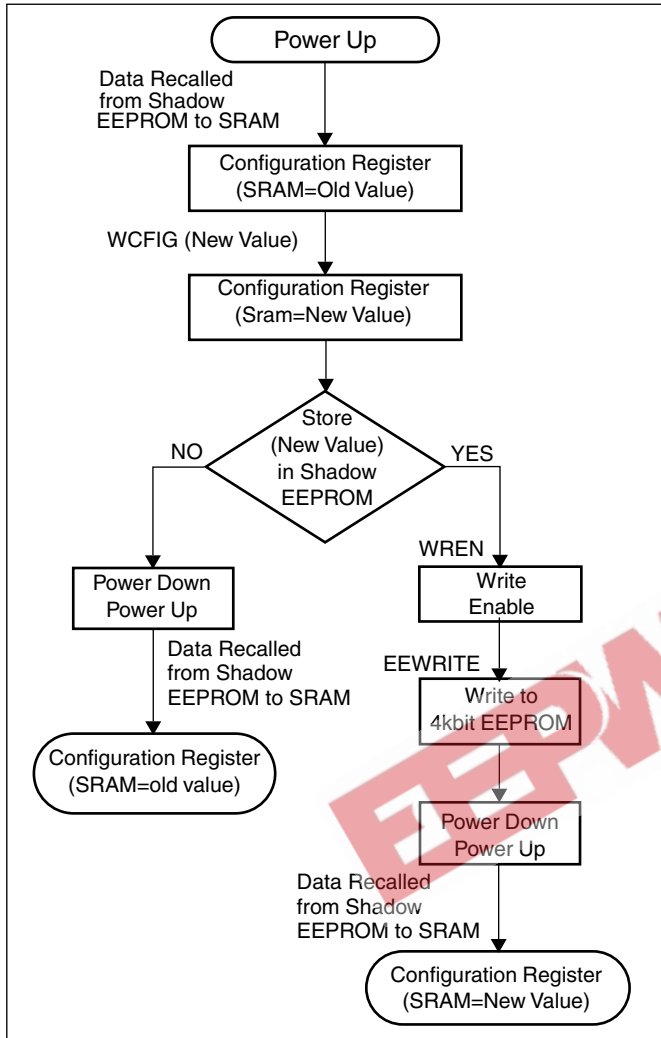 Power Up
Data Recalled
from Shadow
EEPROM to SRAM
Configuration Register
(SRAM=Old Value)
WCFIG (New Value)
Configuration Register
(Sram=New Value)
Store
(New Value)
in Shadow
EEPROM
NO
YES
Power Down
Power Up
Data Recalled
from Shadow
EEPROM to SRAM
Configuration Register
(SRAM=old value)
WREN
Write
Enable
EEWRITE
Write to
4kbit EEPROM
Power Down
Power Up
Data Recalled
from Shadow
EEPROM to SRAM
Configuration Register
(SRAM=New Value)
EEPW